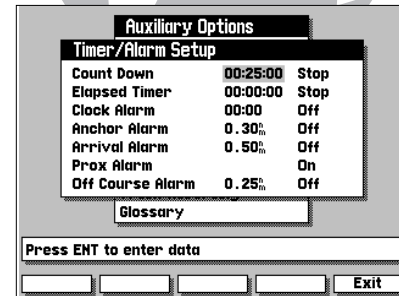 Auxiliary Options
Timer/Alarm Setup
Count Down 00:25:00 Stop
Elapsed Timer 00:00:00 Stop
Clock Alarm 00:00 Off
Anchor Alarm 0.30nm Off
Arrival Alarm 0.50nm Off
Prox Alarm On
Off Course Alarm 0.25nm Off
Glossary
Press ENT to enter data
Exit